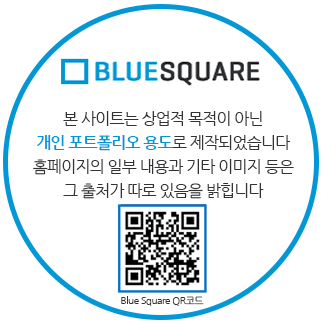 BLUESQUARE
본 사이트는 상업적 목적이 아닌
개인 포트폴리오 용도로 제작되었습니다
홈페이지의 일부 내용과 기타 이미지 등은
그 출처가 따로 있음을 밝힙니다
Blue Square QR코드